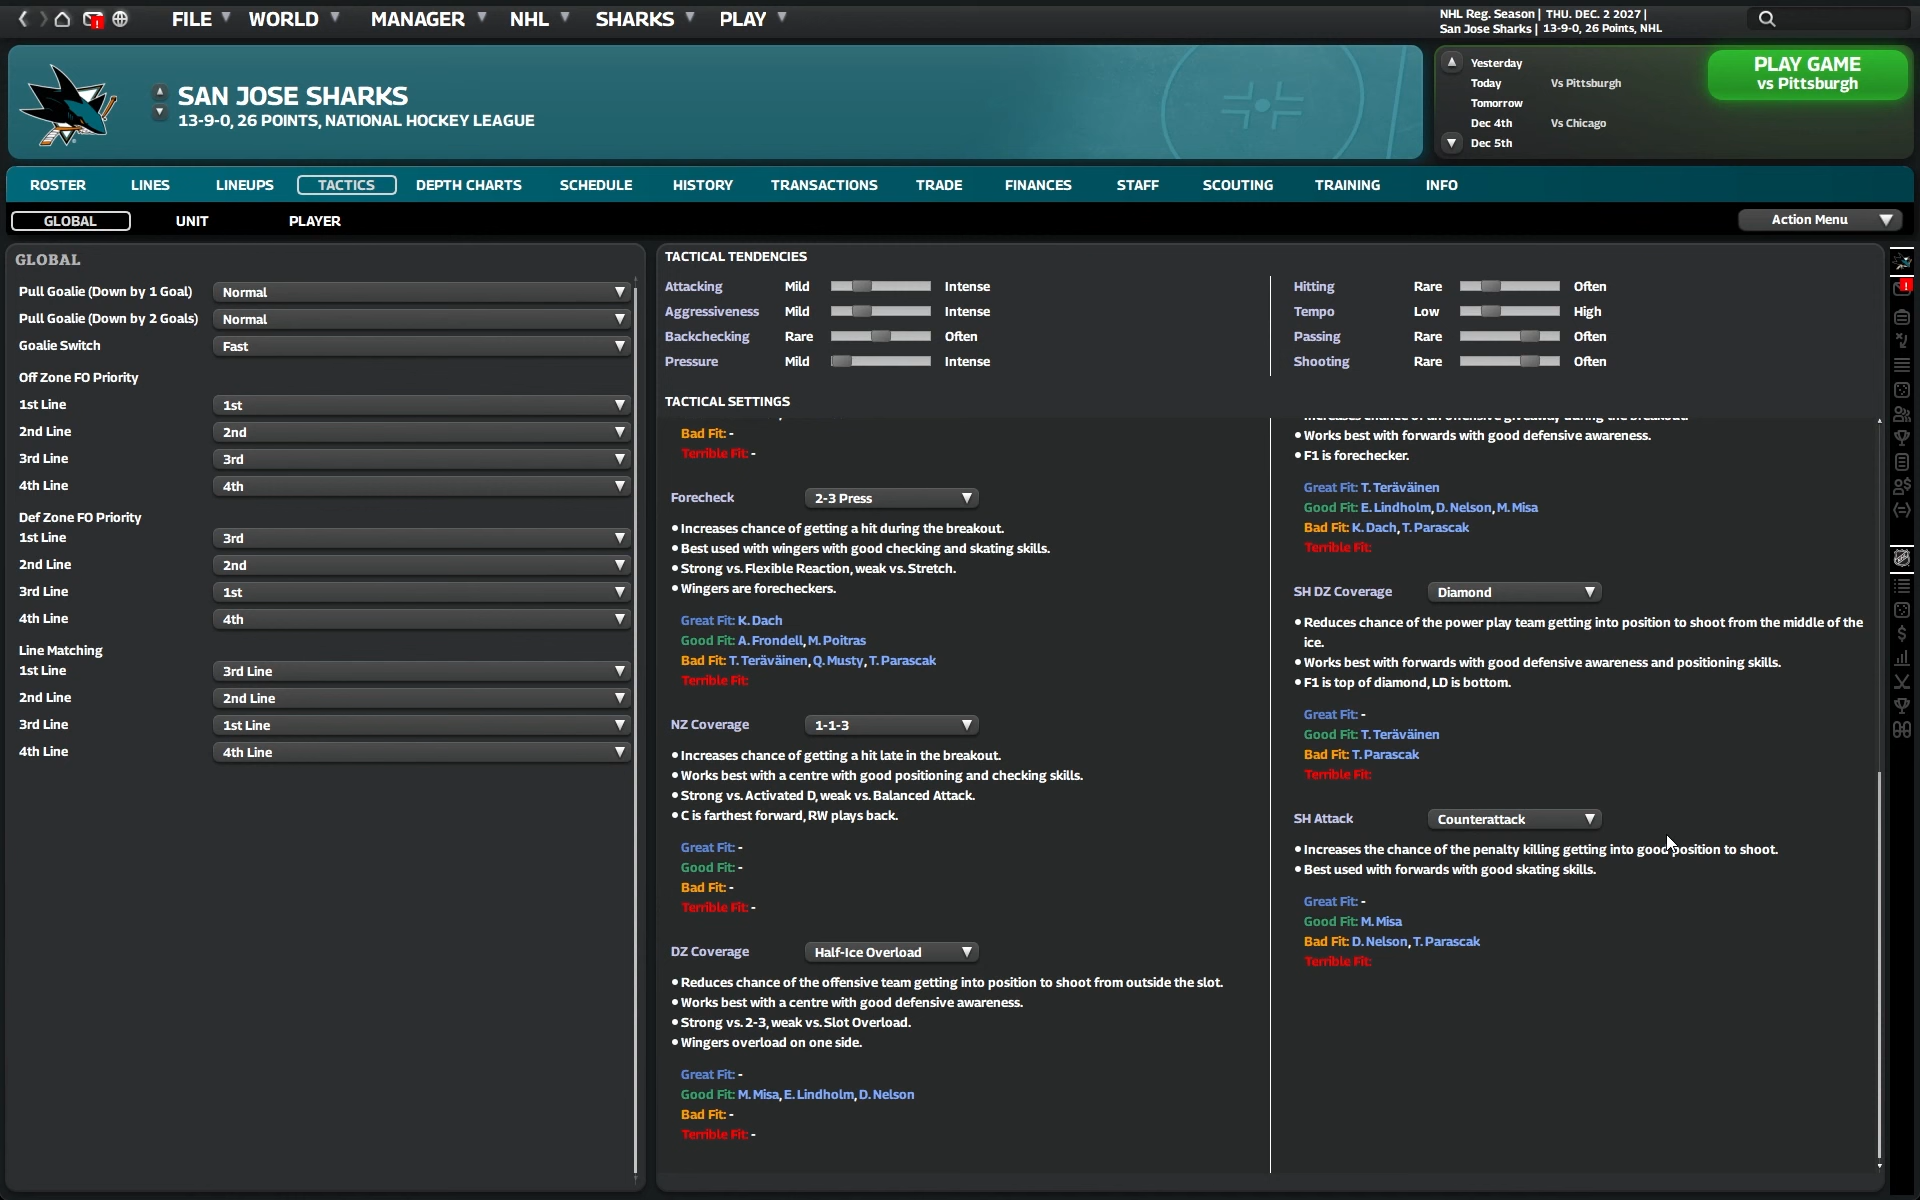 FILE WORLD MANAGER NHL SHARKS PLAY
NHL Reg. Season | THU. DEC. 2 2027 |
San Jose Sharks | 13-9-0, 26 Points, NHL
SAN JOSE SHARKS
13-9-0, 26 POINTS, NATIONAL HOCKEY LEAGUE
Yesterday
Today Vs Pittsburgh
Tomorrow
Dec 4th Vs Chicago
Dec 5th
PLAY GAME
vs Pittsburgh
ROSTER LINES LINEUPS TACTICS DEPTH CHARTS SCHEDULE HISTORY TRANSACTIONS TRADE FINANCES STAFF SCOUTING TRAINING INFO
GLOBAL UNIT PLAYER
Action Menu
GLOBAL
Pull Goalie (Down by 1 Goal) Normal
Pull Goalie (Down by 2 Goals) Normal
Goalie Switch Fast
Off Zone FO Priority
1st Line 1st
2nd Line 2nd
3rd Line 3rd
4th Line 4th
Def Zone FO Priority
1st Line 3rd
2nd Line 2nd
3rd Line 1st
4th Line 4th
Line Matching
1st Line 3rd Line
2nd Line 2nd Line
3rd Line 1st Line
4th Line 4th Line
TACTICAL TENDENCIES
Attacking Mild Intense
Aggressiveness Mild Intense
Backchecking Rare Often
Pressure Mild Intense
Hitting Rare Often
Tempo Low High
Passing Rare Often
Shooting Rare Often
TACTICAL SETTINGS
Bad Fit: -
Terrible Fit: -
Forecheck 2-3 Press
• Increases chance of getting a hit during the breakout.
• Best used with wingers with good checking and skating skills.
• Strong vs. Flexible Reaction, weak vs. Stretch.
• Wingers are forecheckers.
Great Fit: K. Dach
Good Fit: A. Frondell, M. Poitras
Bad Fit: T. Teräväinen, Q. Musty, T. Parascak
Terrible Fit:
NZ Coverage 1-1-3
• Increases chance of getting a hit late in the breakout.
• Works best with a centre with good positioning and checking skills.
• Strong vs. Activated D, weak vs. Balanced Attack.
• C is farthest forward, RW plays back.
Great Fit: -
Good Fit: -
Bad Fit: -
Terrible Fit: -
DZ Coverage Half-Ice Overload
• Reduces chance of the offensive team getting into position to shoot from outside the slot.
• Works best with a centre with good defensive awareness.
• Strong vs. 2-3, weak vs. Slot Overload.
• Wingers overload on one side.
Great Fit: -
Good Fit: M. Misa, E. Lindholm, D. Nelson
Bad Fit: -
Terrible Fit: -
• Increases chance of an offensive giveaway during the breakout.
• Works best with forwards with good defensive awareness.
• F1 is forechecker.
Great Fit: T. Teräväinen
Good Fit: E. Lindholm, D. Nelson, M. Misa
Bad Fit: K. Dach, T. Parascak
Terrible Fit:
SH DZ Coverage Diamond
• Reduces chance of the power play team getting into position to shoot from the middle of the
ice.
• Works best with forwards with good defensive awareness and positioning skills.
• F1 is top of diamond, LD is bottom.
Great Fit: -
Good Fit: T. Teräväinen
Bad Fit: T. Parascak
Terrible Fit:
SH Attack Counterattack
• Increases the chance of the penalty killing getting into good position to shoot.
• Best used with forwards with good skating skills.
Great Fit: -
Good Fit: M. Misa
Bad Fit: D. Nelson, T. Parascak
Terrible Fit: